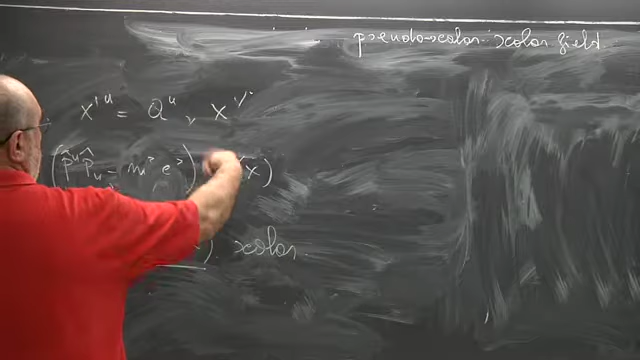 pseudo-scalar scalar field
x'^μ = a^μ_ν x^ν
(p̂^μ p̂_μ - m² c²) x)
) scalar